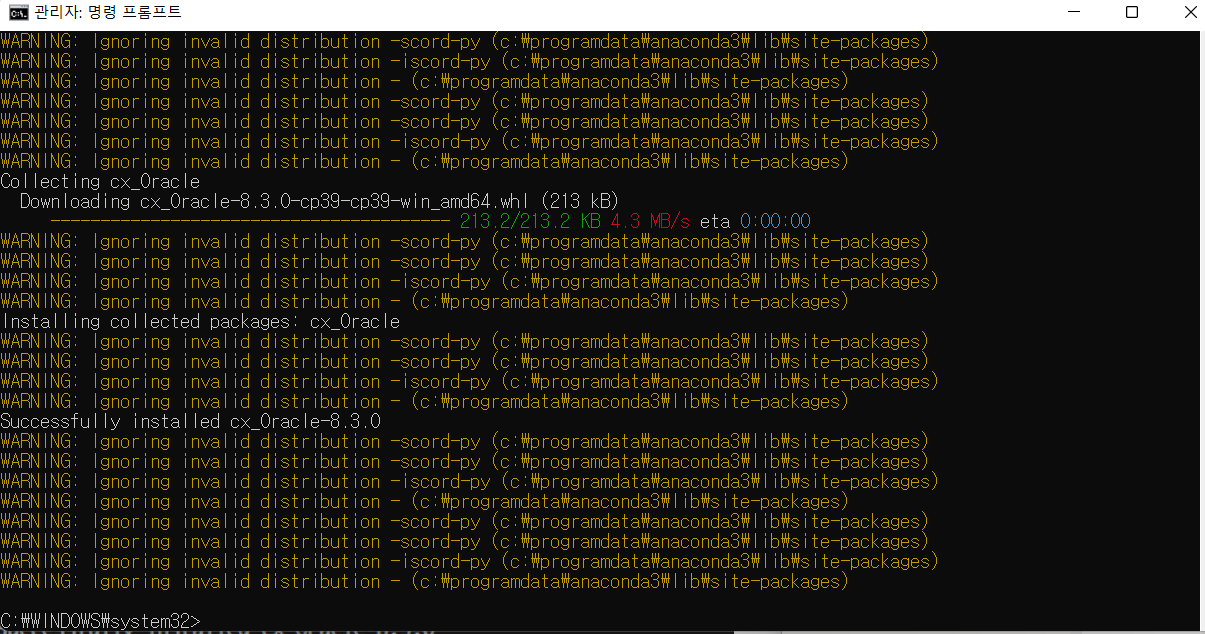 관리자: 명령 프롬프트
WARNING: Ignoring invalid distribution -scord-py (c:₩programdata₩anaconda3₩lib₩site-packages)
WARNING: Ignoring invalid distribution -iscord-py (c:₩programdata₩anaconda3₩lib₩site-packages)
WARNING: Ignoring invalid distribution - (c:₩programdata₩anaconda3₩lib₩site-packages)
WARNING: Ignoring invalid distribution -scord-py (c:₩programdata₩anaconda3₩lib₩site-packages)
WARNING: Ignoring invalid distribution -scord-py (c:₩programdata₩anaconda3₩lib₩site-packages)
WARNING: Ignoring invalid distribution -iscord-py (c:₩programdata₩anaconda3₩lib₩site-packages)
WARNING: Ignoring invalid distribution - (c:₩programdata₩anaconda3₩lib₩site-packages)
Collecting cx_Oracle
Downloading cx_Oracle-8.3.0-cp39-cp39-win_amd64.whl (213 kB)
---------------------------------------- 213.2/213.2 KB 4.3 MB/s eta 0:00:00
WARNING: Ignoring invalid distribution -scord-py (c:₩programdata₩anaconda3₩lib₩site-packages)
WARNING: Ignoring invalid distribution -scord-py (c:₩programdata₩anaconda3₩lib₩site-packages)
WARNING: Ignoring invalid distribution -iscord-py (c:₩programdata₩anaconda3₩lib₩site-packages)
WARNING: Ignoring invalid distribution - (c:₩programdata₩anaconda3₩lib₩site-packages)
Installing collected packages: cx_Oracle
WARNING: Ignoring invalid distribution -scord-py (c:₩programdata₩anaconda3₩lib₩site-packages)
WARNING: Ignoring invalid distribution -scord-py (c:₩programdata₩anaconda3₩lib₩site-packages)
WARNING: Ignoring invalid distribution -iscord-py (c:₩programdata₩anaconda3₩lib₩site-packages)
WARNING: Ignoring invalid distribution - (c:₩programdata₩anaconda3₩lib₩site-packages)
Successfully installed cx_Oracle-8.3.0
WARNING: Ignoring invalid distribution -scord-py (c:₩programdata₩anaconda3₩lib₩site-packages)
WARNING: Ignoring invalid distribution -scord-py (c:₩programdata₩anaconda3₩lib₩site-packages)
WARNING: Ignoring invalid distribution -iscord-py (c:₩programdata₩anaconda3₩lib₩site-packages)
WARNING: Ignoring invalid distribution - (c:₩programdata₩anaconda3₩lib₩site-packages)
WARNING: Ignoring invalid distribution -scord-py (c:₩programdata₩anaconda3₩lib₩site-packages)
WARNING: Ignoring invalid distribution -scord-py (c:₩programdata₩anaconda3₩lib₩site-packages)
WARNING: Ignoring invalid distribution -iscord-py (c:₩programdata₩anaconda3₩lib₩site-packages)
WARNING: Ignoring invalid distribution - (c:₩programdata₩anaconda3₩lib₩site-packages)
C:₩WINDOWS₩system32>